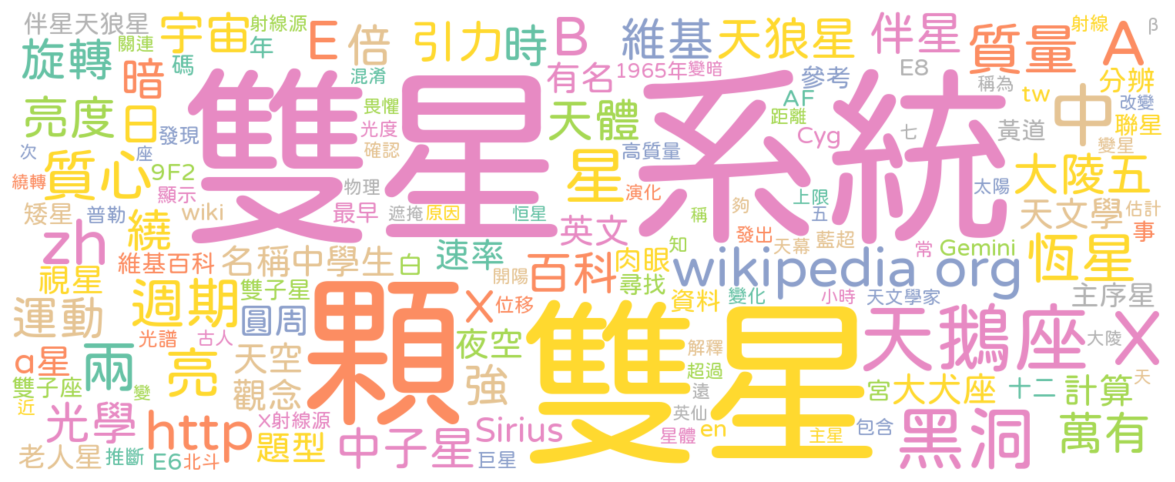 伴星天狼星 射線源 宇宙 E 倍 引力 時 B 維基 天狼星 伴星 質量 A 射線 β
旋轉 關連 年 碼 暗 混淆 有名 1965年 變暗 參考 E8 稱為 tw 分辨
亮度 日 發現 畏懼 光度 確認 天體 AF 距離 Cyg 七 黃道 中 改變 聯星
次 座 雙星系統 星 高質量 變星
質心 9F2 顯示 繞轉 物理 演化 上限 五 太陽 大陵五
矮星 普勒 wiki 最早 遮掩 原因 恆星 稱 夠 天文學 估計
zh 繞 英文 發出 天幕 藍超 常 Gemini 事
視星 維基百科 名稱 中學生 白 速率 開陽 百科 肉眼 知 尋找 wikipedia org 恆星
運動 週期 雙子星 圓周 顆 X 位移 雙星 資料 變化 小時 天文學家 主序星
光譜 古人 夜空 天鵝座 X 大陵
a星 兩 亮 天空 觀念 強 解釋 超過 遠 天
雙子座 變 近 宮 大犬座 十二 計算
光學 http X射線源 題型 中子星 Sirius 英仙 星體 en 主星 包含 黑洞 萬有
老人星 推斷 E6 北斗 巨星